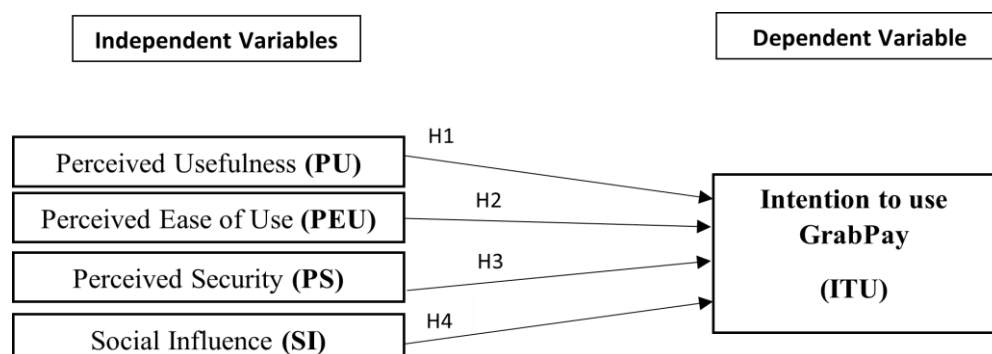 Independent Variables
Dependent Variable
H1
Perceived Usefulness (PU)
H2
Perceived Ease of Use (PEU)
H3
Perceived Security (PS)
H4
Social Influence (SI)
Intention to use
GrabPay
(ITU)